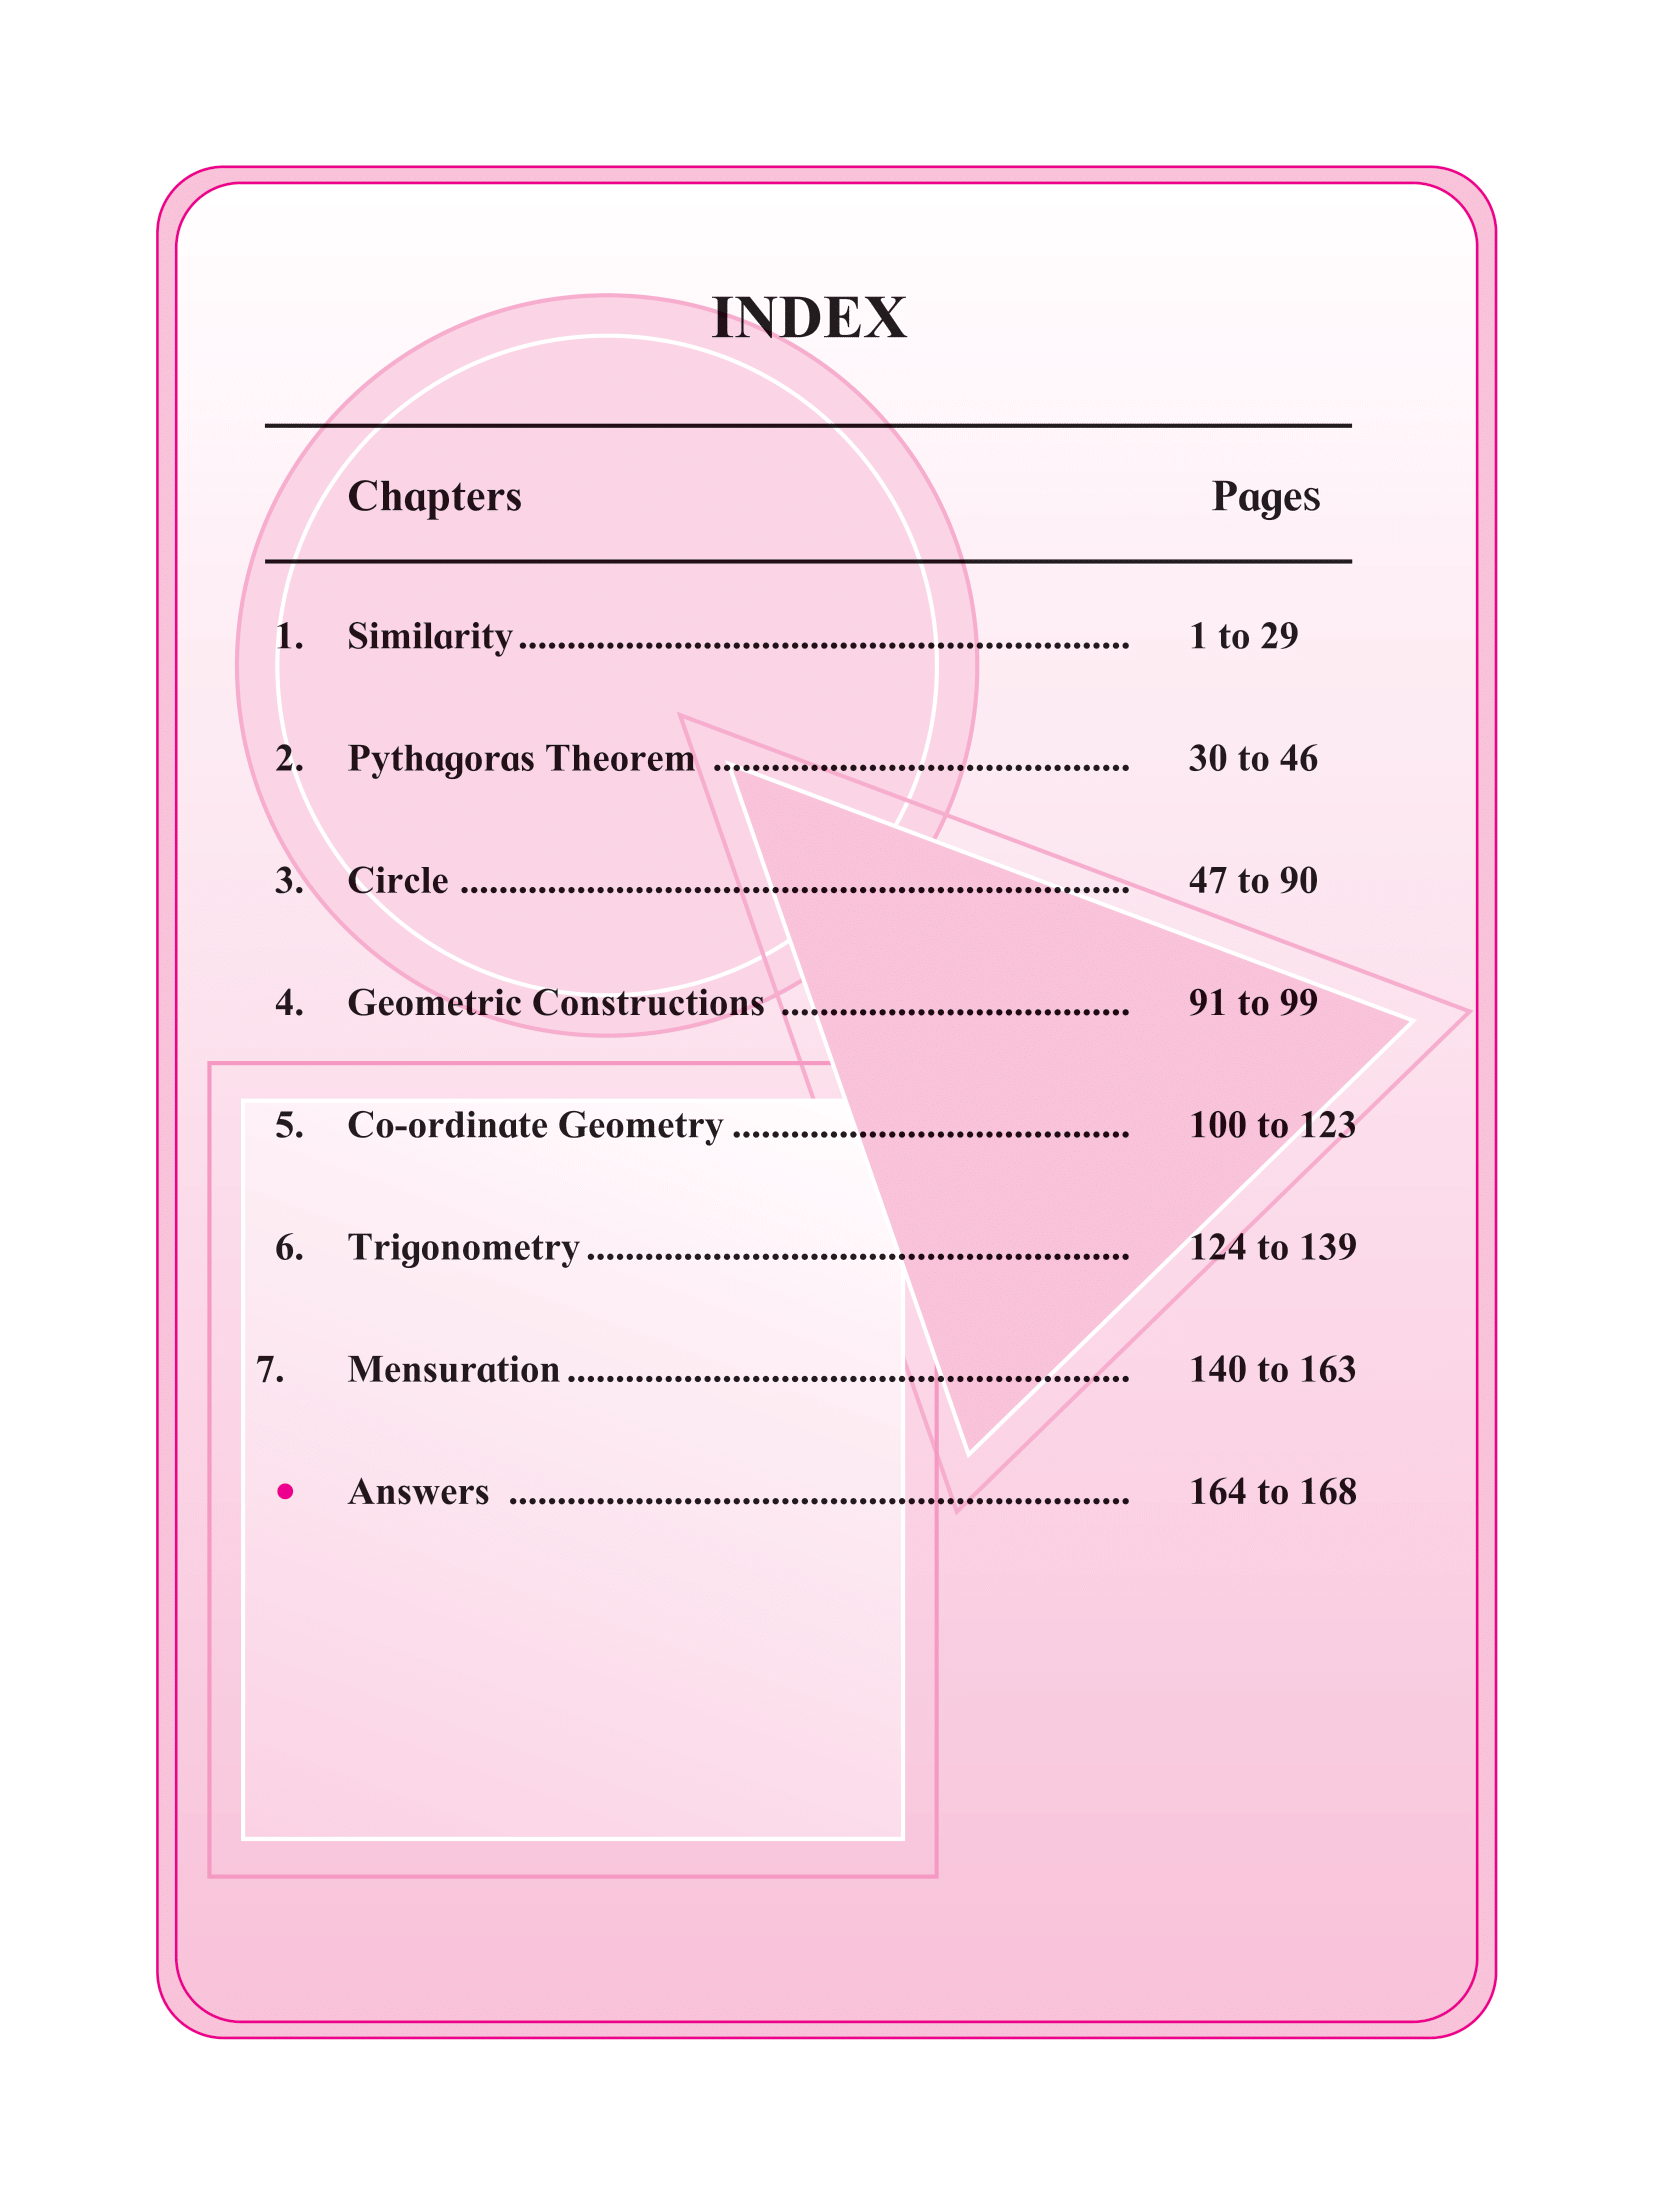 INDEX
Chapters Pages
1. Similarity............................................................... 1 to 29
2. Pythagoras Theorem ........................................... 30 to 46
3. Circle ..................................................................... 47 to 90
4. Geometric Constructions .................................... 91 to 99
5. Co-ordinate Geometry ......................................... 100 to 123
6. Trigonometry........................................................ 124 to 139
7. Mensuration.......................................................... 140 to 163
• Answers ................................................................ 164 to 168